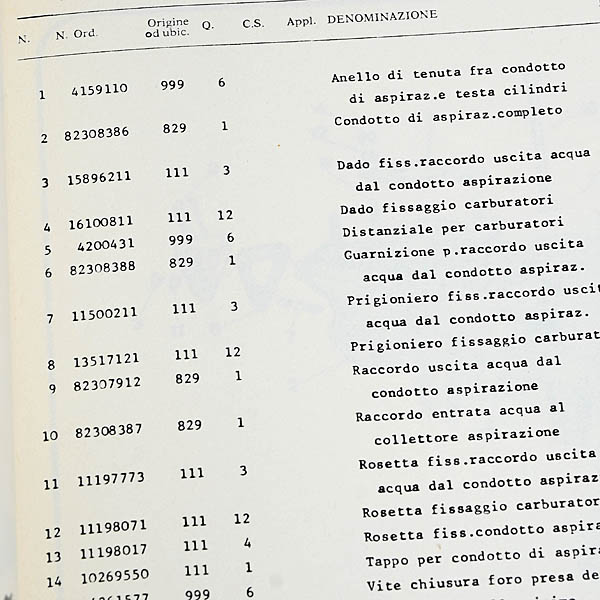 N. N. Ord. Origine od ubic. Q. C.S. Appl. DENOMINAZIONE
1 4159110 999 6 Anello di tenuta fra condotto
di aspiraz.e testa cilindri
2 82308386 829 1 Condotto di aspiraz.completo
3 15896211 111 3 Dado fiss.raccordo uscita acqua
dal condotto aspirazione
4 16100811 111 12 Dado fissaggio carburatori
5 4200431 999 6 Distanziale per carburatori
6 82308388 829 1 Guarnizione p.raccordo uscita
acqua dal condotto aspiraz.
7 11500211 111 3 Prigioniero fiss.raccordo uscit
acqua dal condotto aspiraz.
8 13517121 111 12 Prigioniero fissaggio carburat
9 82307912 829 1 Raccordo uscita acqua dal
condotto aspirazione
10 82308387 829 1 Raccordo entrata acqua al
collettore aspirazione
11 11197773 111 3 Rosetta fiss.raccordo uscita
acqua dal condotto aspiraz
12 11198071 111 12 Rosetta fissaggio carburator
13 11198017 111 4 Rosetta fiss.condotto aspira
14 10269550 111 1 Tappo per condotto di aspira
999 6 Vite chiusura foro presa de